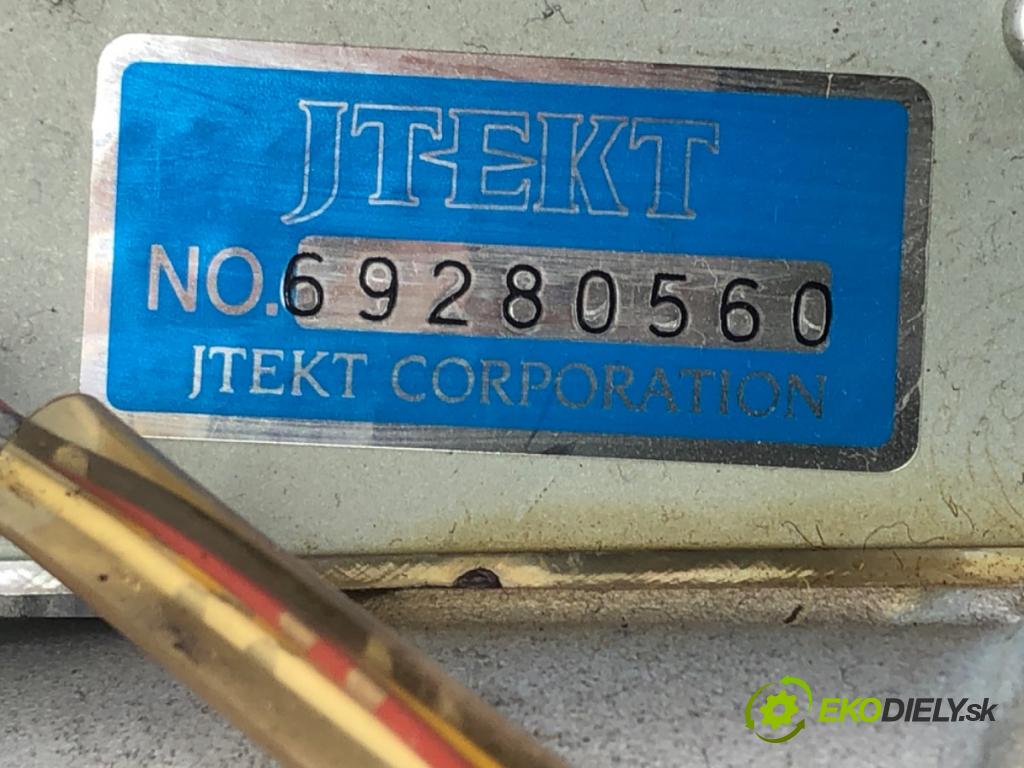 JTEKT
NO.69280560
JTEKT CORPORATION
EKODIELY.sk